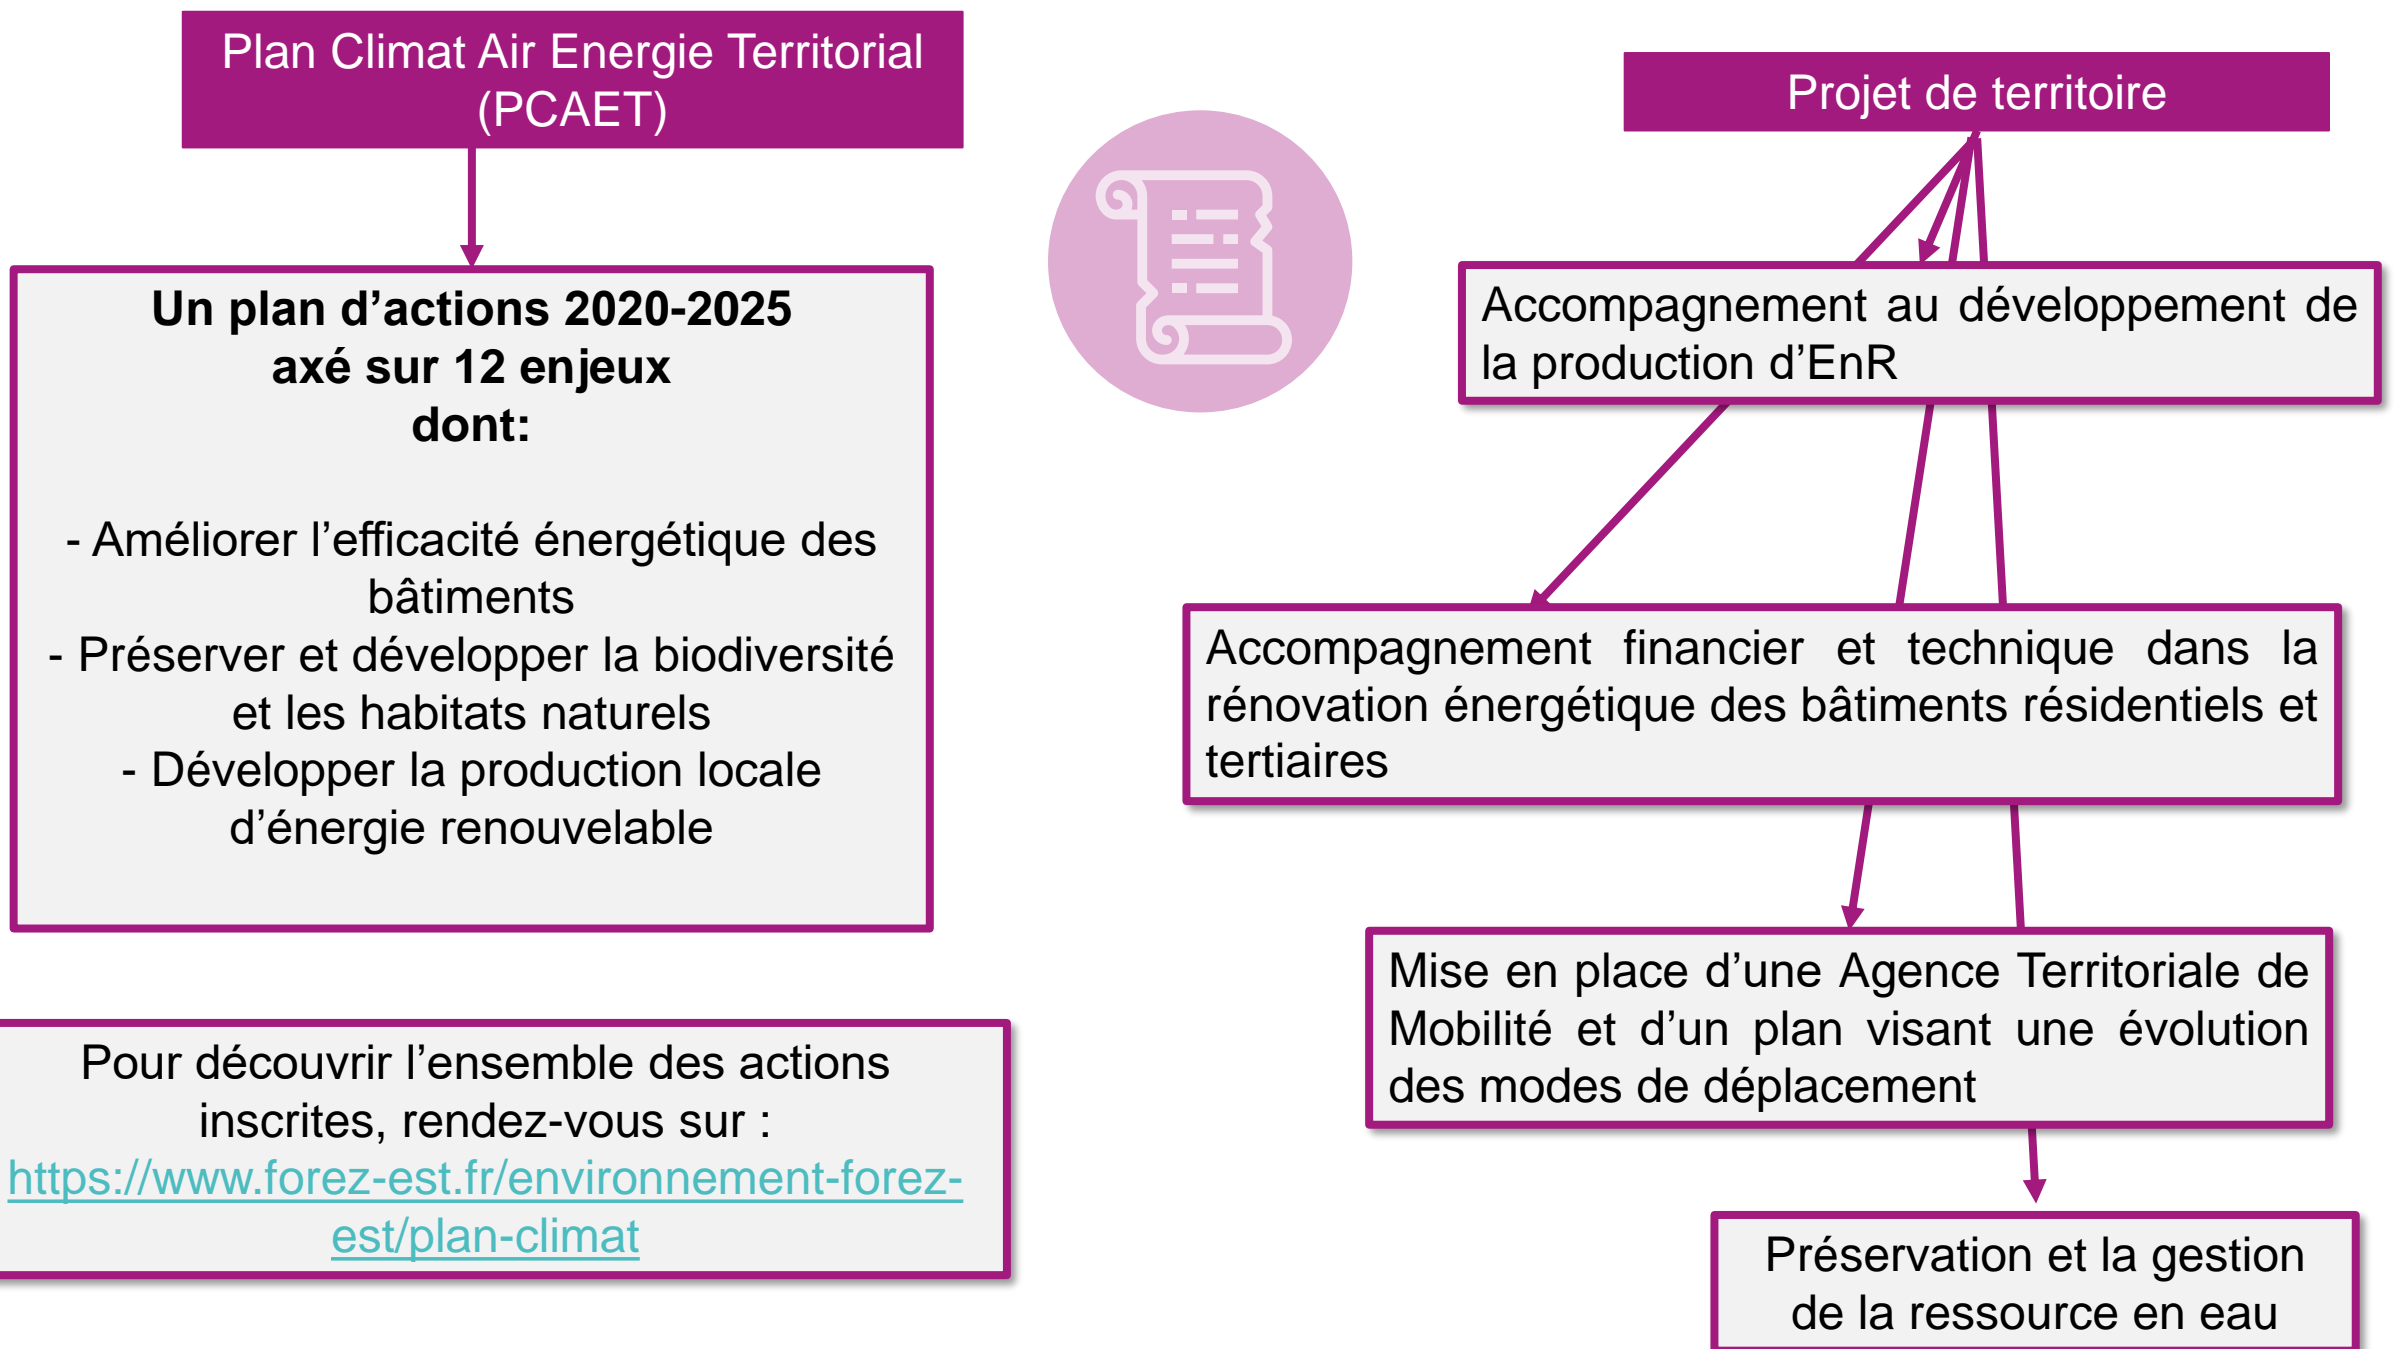 Plan Climat Air Energie Territorial
(PCAET)
Un plan d’actions 2020-2025
axé sur 12 enjeux
dont:
- Améliorer l’efficacité énergétique des
bâtiments
- Préserver et développer la biodiversité
et les habitats naturels
- Développer la production locale
d’énergie renouvelable
Pour découvrir l’ensemble des actions
inscrites, rendez-vous sur :
https://www.forez-est.fr/environnement-forez-
est/plan-climat
Projet de territoire
Accompagnement au développement de
la production d’EnR
Accompagnement financier et technique dans la
rénovation énergétique des bâtiments résidentiels et
tertiaires
Mise en place d’une Agence Territoriale de
Mobilité et d’un plan visant une évolution
des modes de déplacement
Préservation et la gestion
de la ressource en eau